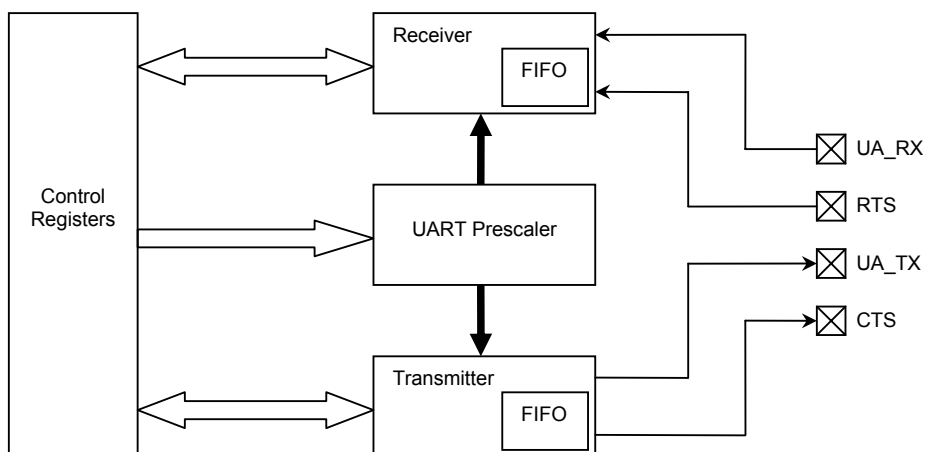 Receiver
FIFO
UA_RX
Control
Registers
RTS
UART Prescaler
UA_TX
CTS
Transmitter
FIFO